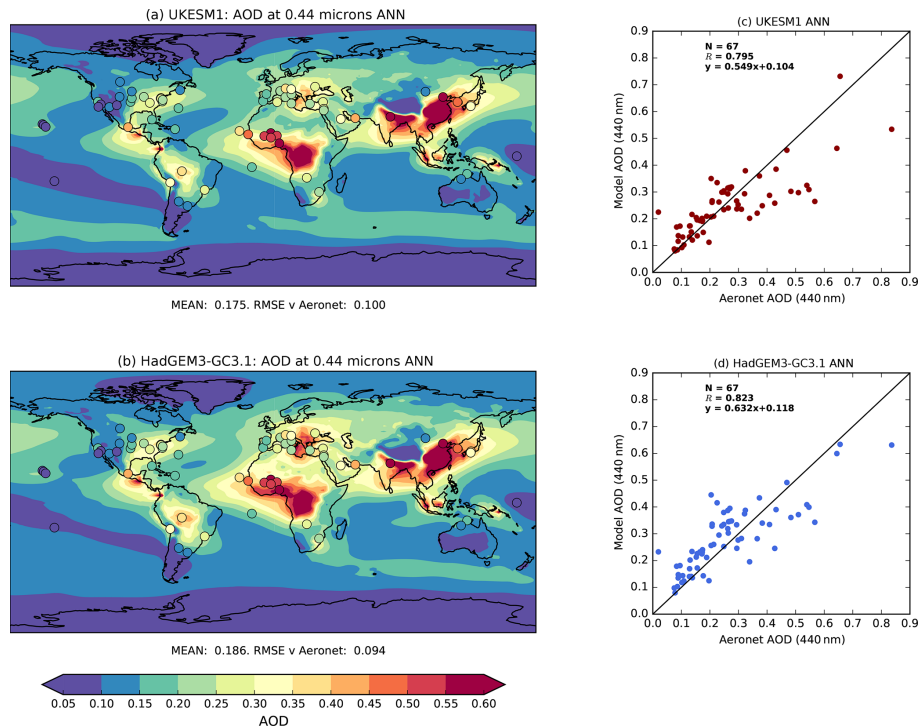 (a) UKESM1: AOD at 0.44 microns ANN
MEAN: 0.175. RMSE v Aeronet: 0.100
(c) UKESM1 ANN
N = 67
R = 0.795
y = 0.549x+0.104
Model AOD (440 nm)
0.9
0.8
0.7
0.6
0.5
0.4
0.3
0.2
0.1
0.0
0.0 0.1 0.2 0.3 0.4 0.5 0.6 0.7 0.8 0.9
Aeronet AOD (440 nm)
(b) HadGEM3-GC3.1: AOD at 0.44 microns ANN
MEAN: 0.186. RMSE v Aeronet: 0.094
(d) HadGEM3-GC3.1 ANN
N = 67
R = 0.823
y = 0.632x+0.118
Model AOD (440 nm)
0.9
0.8
0.7
0.6
0.5
0.4
0.3
0.2
0.1
0.0
0.0 0.1 0.2 0.3 0.4 0.5 0.6 0.7 0.8 0.9
Aeronet AOD (440 nm)
0.05 0.10 0.15 0.20 0.25 0.30 0.35 0.40 0.45 0.50 0.55 0.60
AOD